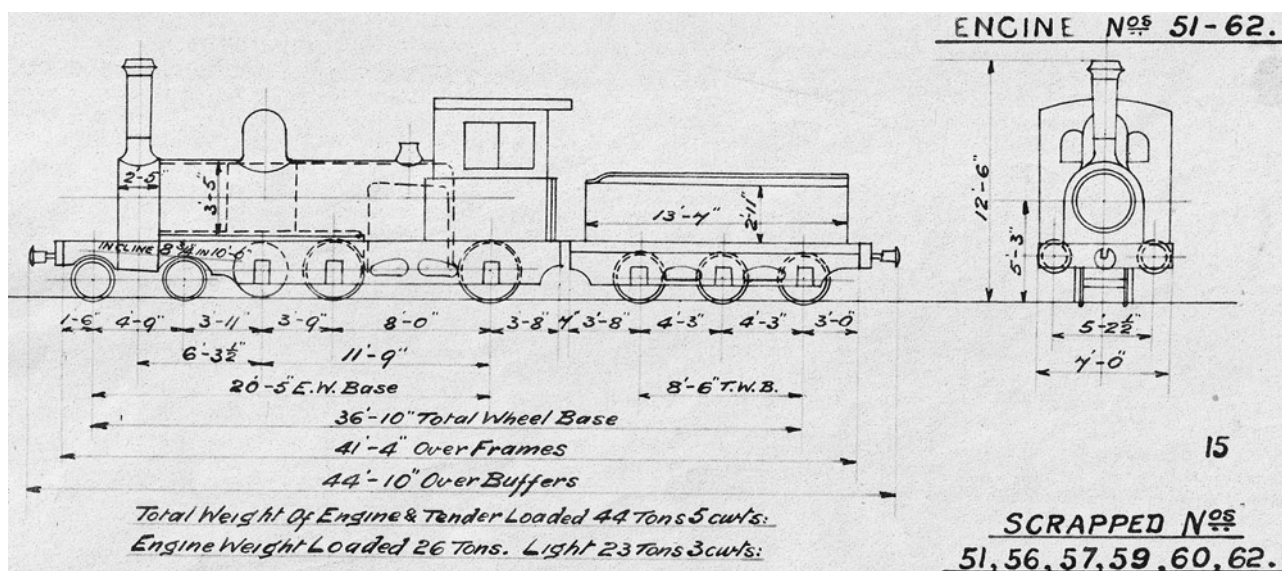 ENGINE Nos 51-62.
2'-5"
3'-5"
INCLINE 8 3/8" IN 10'-6"
13'-4"
2'-11"
12'-6"
5'-3"
1'-6" 4'-9" 3'-11" 3'-9" 8'-0" 3'-8" 4" 3'-8" 4'-3" 4'-3" 3'-0"
5'-2½"
6'-3½" 11'-9"
7'-0"
20'-5" E.W. Base 8'-6" T.W.B.
36'-10" Total Wheel Base
41'-4" Over Frames
15
44'-10" Over Buffers
Total Weight Of Engine & Tender Loaded 44 Tons 5 cwts:
Engine Weight Loaded 26 Tons. Light 23 Tons 3 cwts:
SCRAPPED Nos
51, 56, 57, 59, 60, 62.